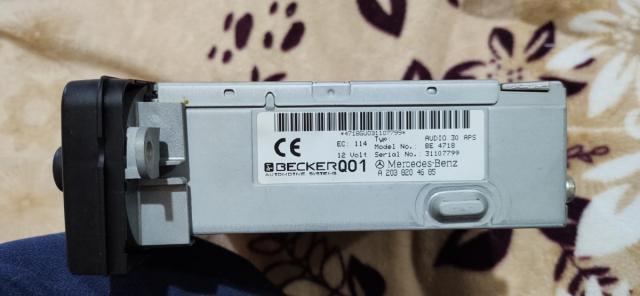 *4718GU031107799*
Typ: AUDIO 30 APS
CE EC: 114 Model No.: BE 4718
12 Volt Serial No.: 31107799
BECKER Q01 Mercedes-Benz
AUTOMOTIVE SYSTEMS A 203 820 46 85